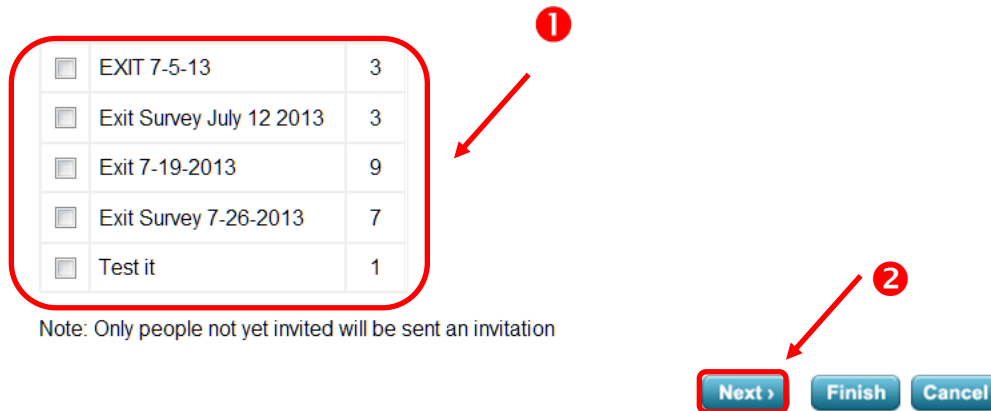 1
EXIT 7-5-13 3
Exit Survey July 12 2013 3
Exit 7-19-2013 9
Exit Survey 7-26-2013 7
Test it 1
2
Note: Only people not yet invited will be sent an invitation
Next › Finish Cancel